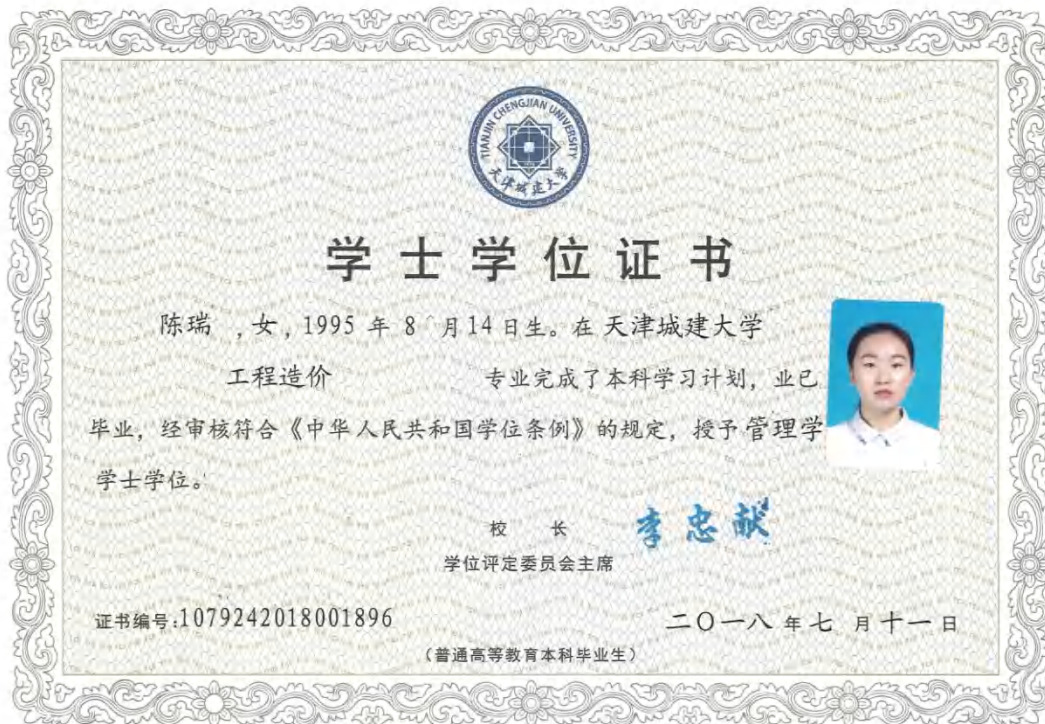 TIANJIN CHENGJIAN UNIVERSITY
天津城建大学
学士学位证书
陈瑞 ,女,1995 年 8 月14 日生。在 天津城建大学
工程造价 专业完成了本科学习计划，业已
毕业，经审核符合《中华人民共和国学位条例》的规定，授予 管理学
学士学位。
校 长 李忠献
学位评定委员会主席
证书编号:1079242018001896
二〇一八 年 七 月 十一 日
（普通高等教育本科毕业生）